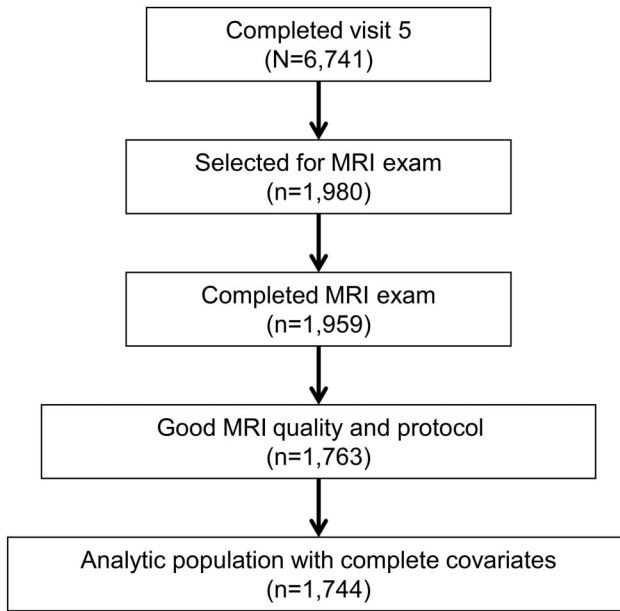 Completed visit 5
(N=6,741)
Selected for MRI exam
(n=1,980)
Completed MRI exam
(n=1,959)
Good MRI quality and protocol
(n=1,763)
Analytic population with complete covariates
(n=1,744)